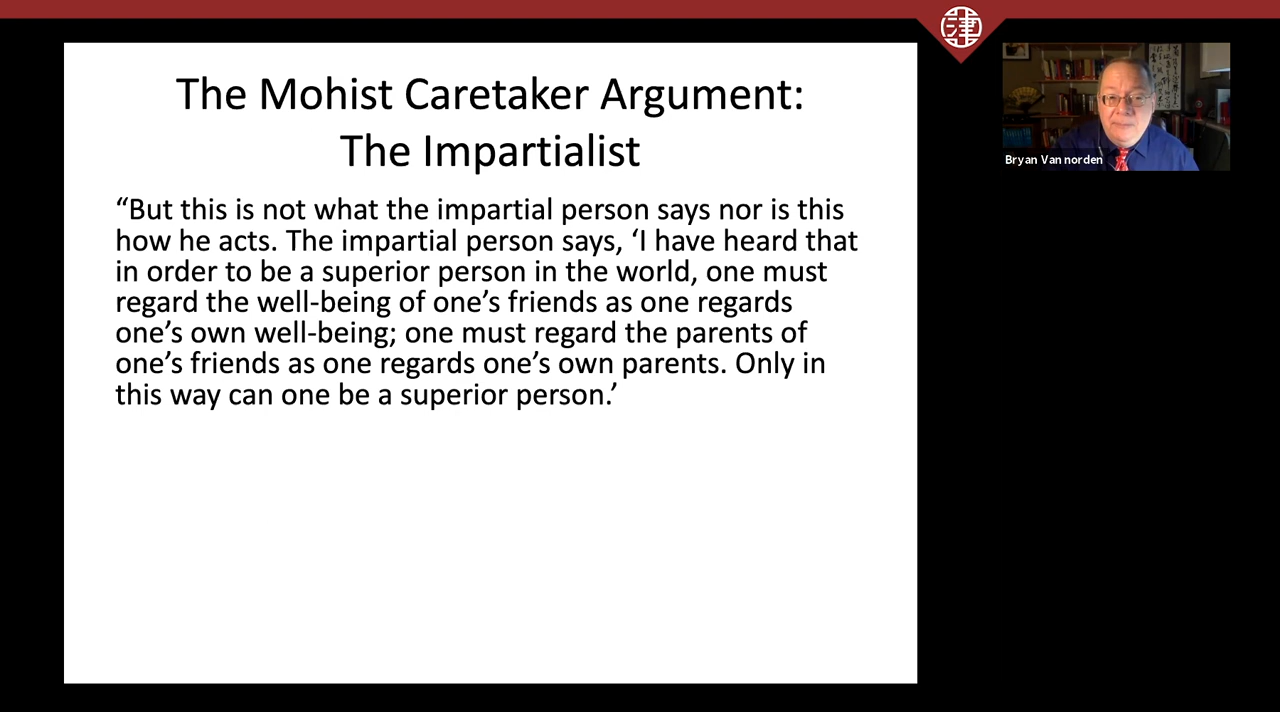 The Mohist Caretaker Argument:
The Impartialist
“But this is not what the impartial person says nor is this
how he acts. The impartial person says, ‘I have heard that
in order to be a superior person in the world, one must
regard the well-being of one’s friends as one regards
one’s own well-being; one must regard the parents of
one’s friends as one regards one’s own parents. Only in
this way can one be a superior person.’
Bryan Van norden